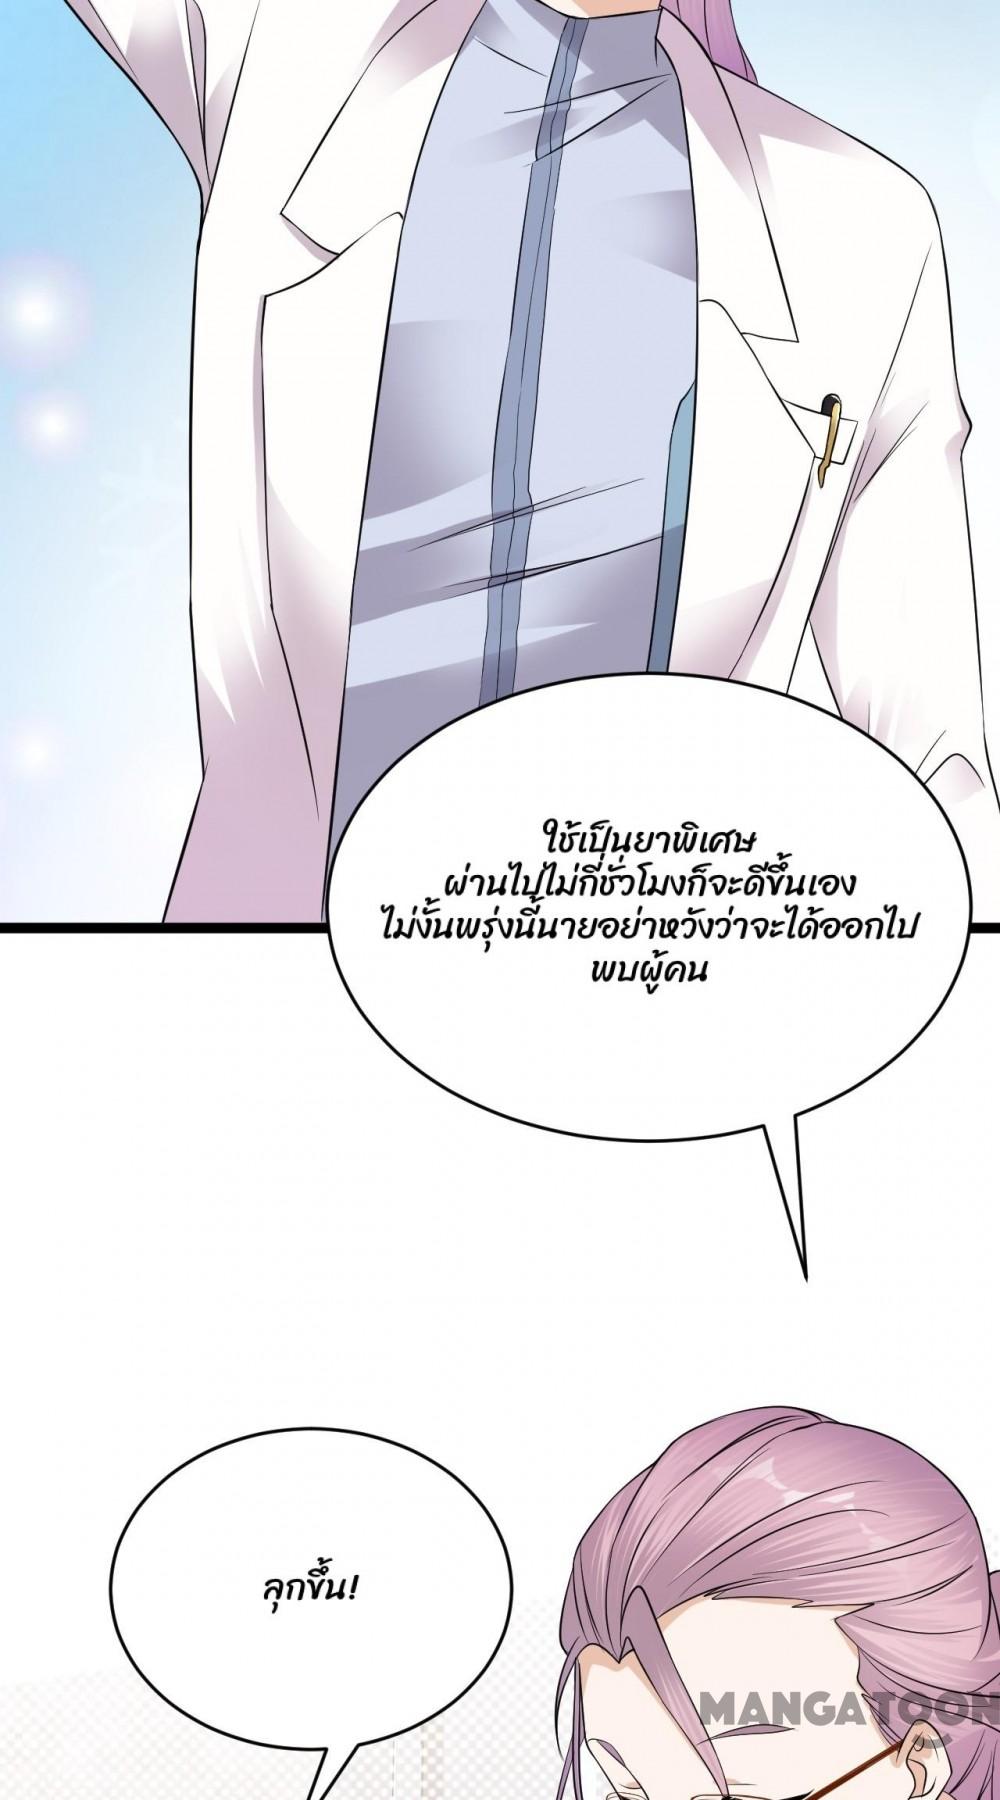 ใช้เป็นยาพิเศษ
ผ่านไปไม่กี่ชั่วโมงก็จะดีขึ้นเอง
ไม่งั้นพรุ่งนี้นายอย่าหวังว่าจะได้ออกไป
พบผู้คน
ลุกขึ้น!
MANGATOON